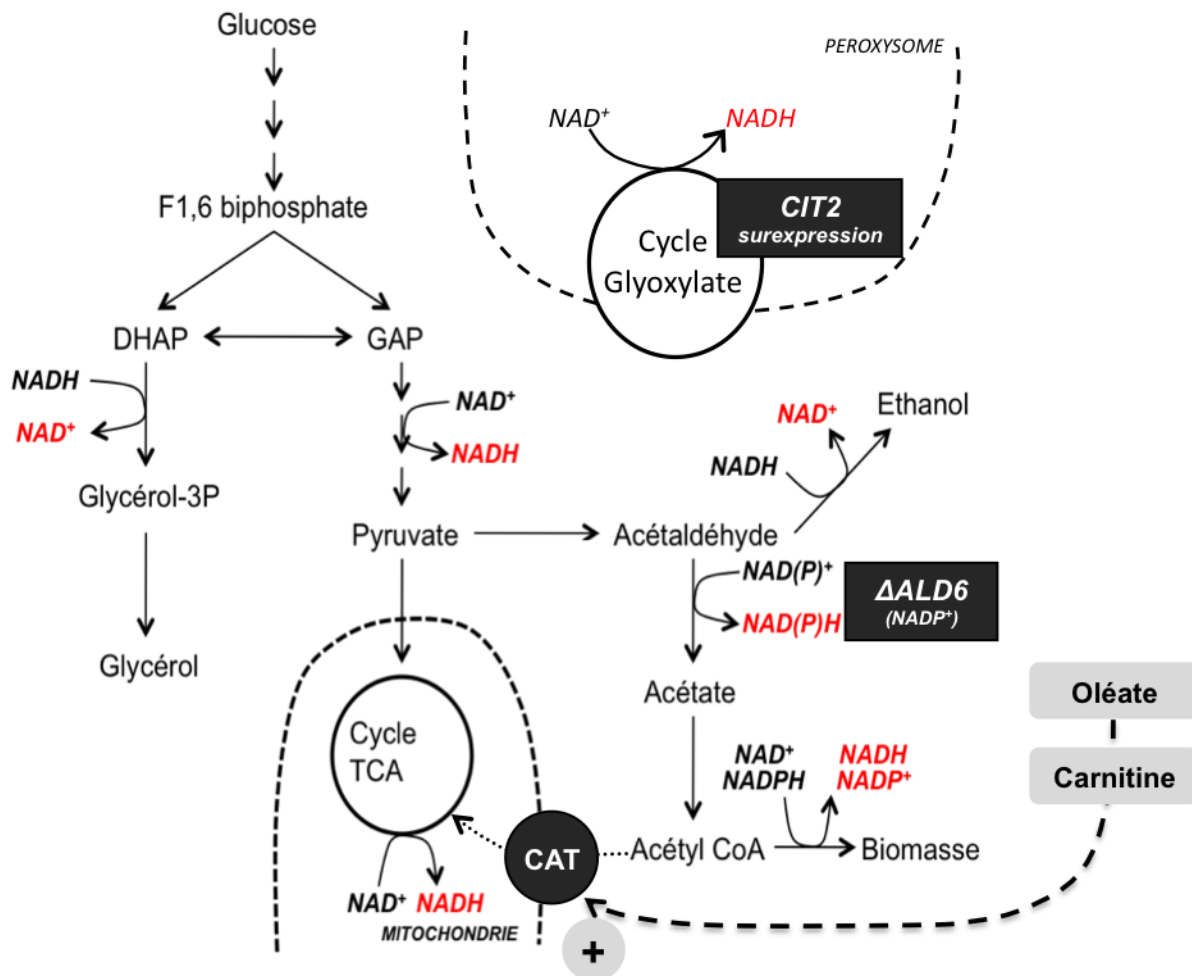 Glucose
PEROXYSOME
NAD⁺
NADH
F1,6 biphosphate
CIT2
surexpression
Cycle
Glyoxylate
DHAP
GAP
NADH
NAD⁺
NAD⁺
NADH
NAD⁺
Ethanol
NADH
Glycérol-3P
Pyruvate
Acétaldéhyde
NAD(P)⁺
NAD(P)H
ΔALD6
(NADP⁺)
Glycérol
Acétate
Oléate
Cycle
TCA
NAD⁺
NADPH
NADH
NADP⁺
Carnitine
CAT
Acétyl CoA
Biomasse
NAD⁺
NADH
MITOCHONDRIE
+